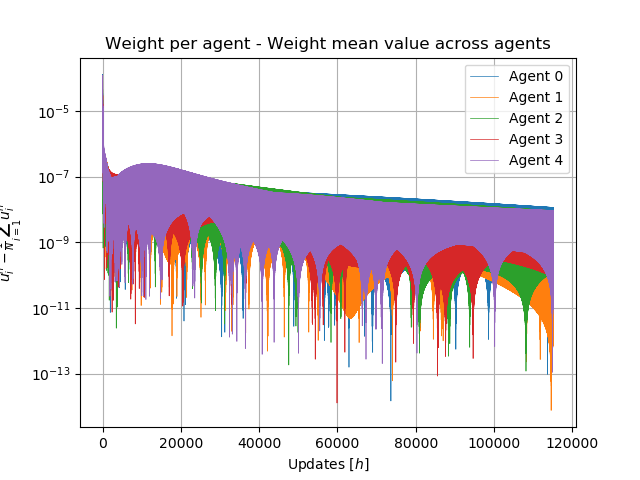 Weight per agent - Weight mean value across agents
Agent 0
Agent 1
Agent 2
Agent 3
Agent 4
10⁻⁵
10⁻⁷
10⁻⁹
10⁻¹¹
10⁻¹³
0
20000
40000
60000
80000
100000
120000
Updates [h]